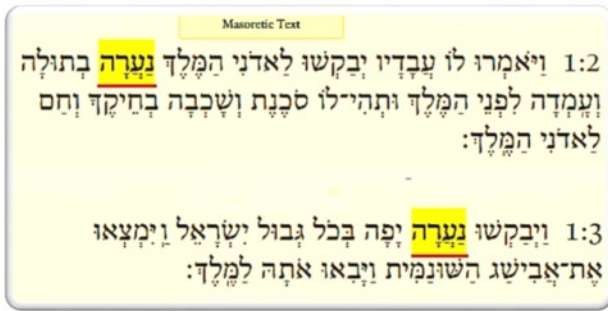 Masoretic Text
1:2 וַיֹּאמְרוּ לוֹ עֲבָדָיו יְבַקְשׁוּ לַאדֹנִי הַמֶּלֶךְ נַעֲרָה בְתוּלָה
וְעָמְדָה לִפְנֵי הַמֶּלֶךְ וּתְהִי־לוֹ סֹכֶנֶת וְשָׁכְבָה בְחֵיקֶךָ וְחַם
לַאדֹנִי הַמֶּלֶךְ׃
1:3 וַיְבַקְשׁוּ נַעֲרָה יָפָה בְּכֹל גְּבוּל יִשְׂרָאֵל וַיִּמְצְאוּ
אֶת־אֲבִישַׁג הַשּׁוּנַמִּית וַיָּבִאוּ אֹתָהּ לַמֶּלֶךְ׃